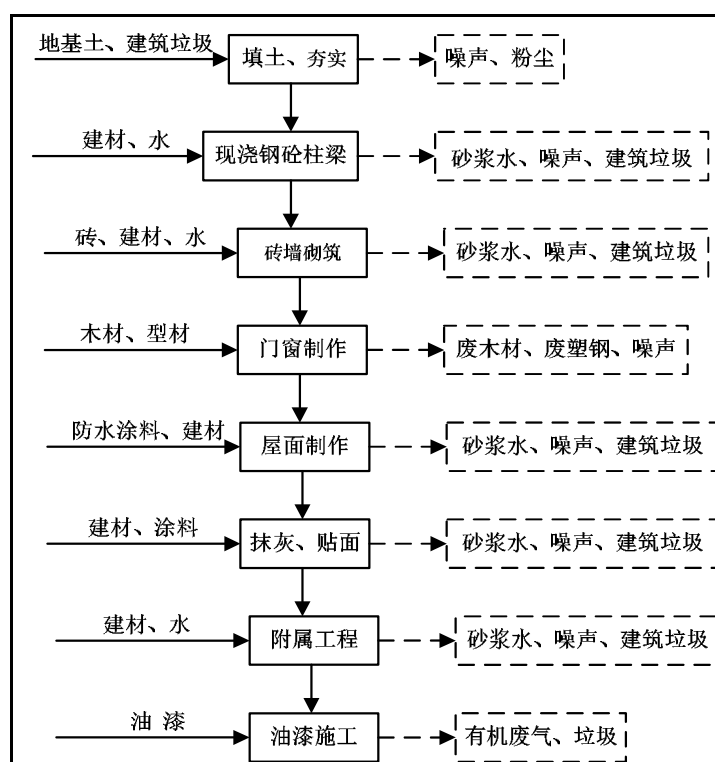 地基土、建筑垃圾
填土、夯实
噪声、粉尘
建材、水
现浇钢砼柱梁
砂浆水、噪声、建筑垃圾
砖、建材、水
砖墙砌筑
砂浆水、噪声、建筑垃圾
木材、型材
门窗制作
废木材、废塑钢、噪声
防水涂料、建材
屋面制作
砂浆水、噪声、建筑垃圾
建材、涂料
抹灰、贴面
砂浆水、噪声、建筑垃圾
建材、水
附属工程
砂浆水、噪声、建筑垃圾
油 漆
油漆施工
有机废气、垃圾